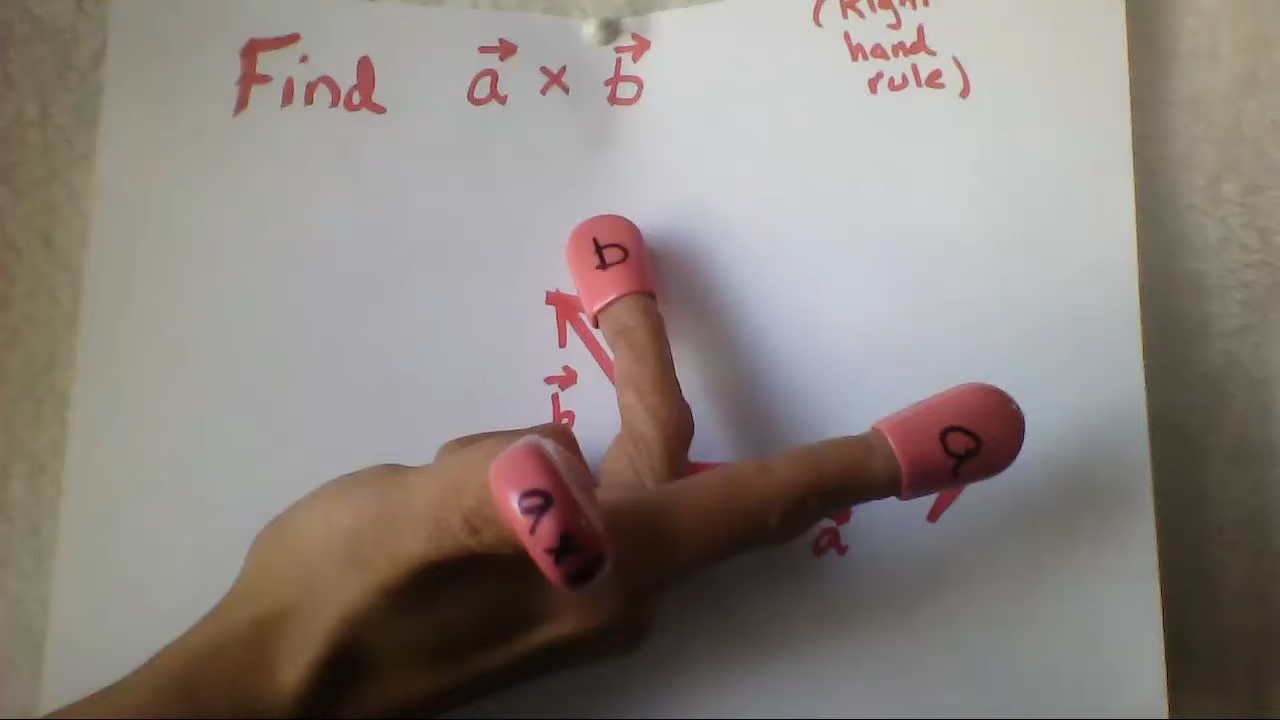 Find a⃗ × b⃗
(Right
hand
rule)
b
b⃗
a
a⃗
a x